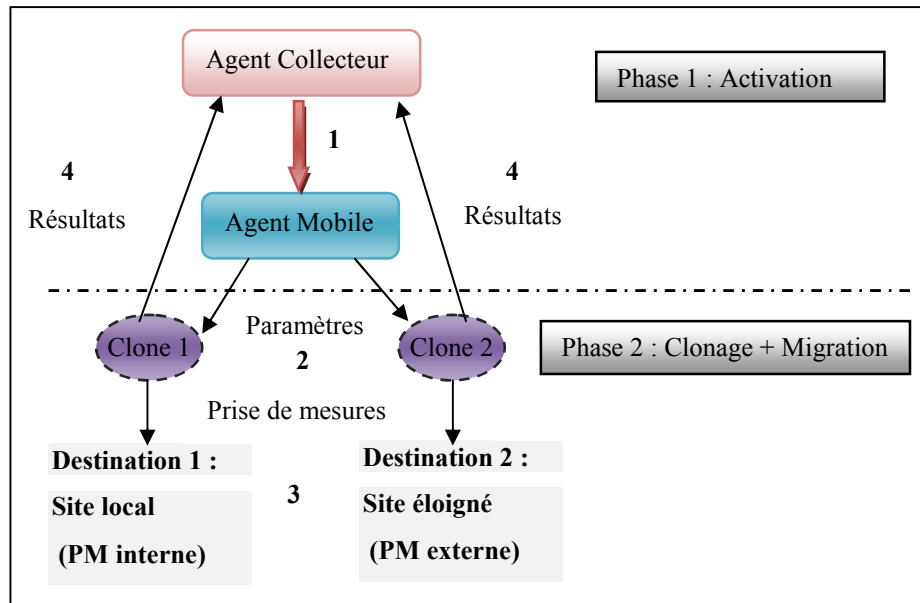 Agent Collecteur
Phase 1 : Activation
1
4
4
Résultats
Résultats
Agent Mobile
Paramètres
Clone 1
Clone 2
2
Phase 2 : Clonage + Migration
Prise de mesures
Destination 1 :
Site local
(PM interne)
3
Destination 2 :
Site éloigné
(PM externe)